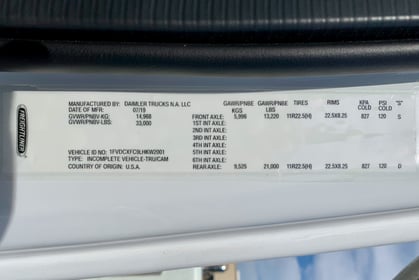 MANUFACTURED BY: DAIMLER TRUCKS N.A. LLC
DATE OF MFR: 07/19
GVWR/PNBV-KGS: 14,968
GVWR/PNBV-LBS: 33,000
VEHICLE ID NO: 1FVDCXFC0LHKW2001
TYPE: INCOMPLETE VEHICLE-TRU/CAM
COUNTRY OF ORIGIN: U.S.A.
GAWR/PNBE KGS GAWR/PNBE LBS TIRES RIMS KPA COLD PSI COLD "S"
FRONT AXLE: 5,996 13,220 11R22.5(H) 22.5X8.25 827 120 S
1ST INT AXLE:
2ND INT AXLE:
3RD INT AXLE:
4TH INT AXLE:
5TH INT AXLE:
6TH INT AXLE:
REAR AXLE: 9,525 21,000 11R22.5(H) 22.5X8.25 827 120 D
FREIGHTLINER